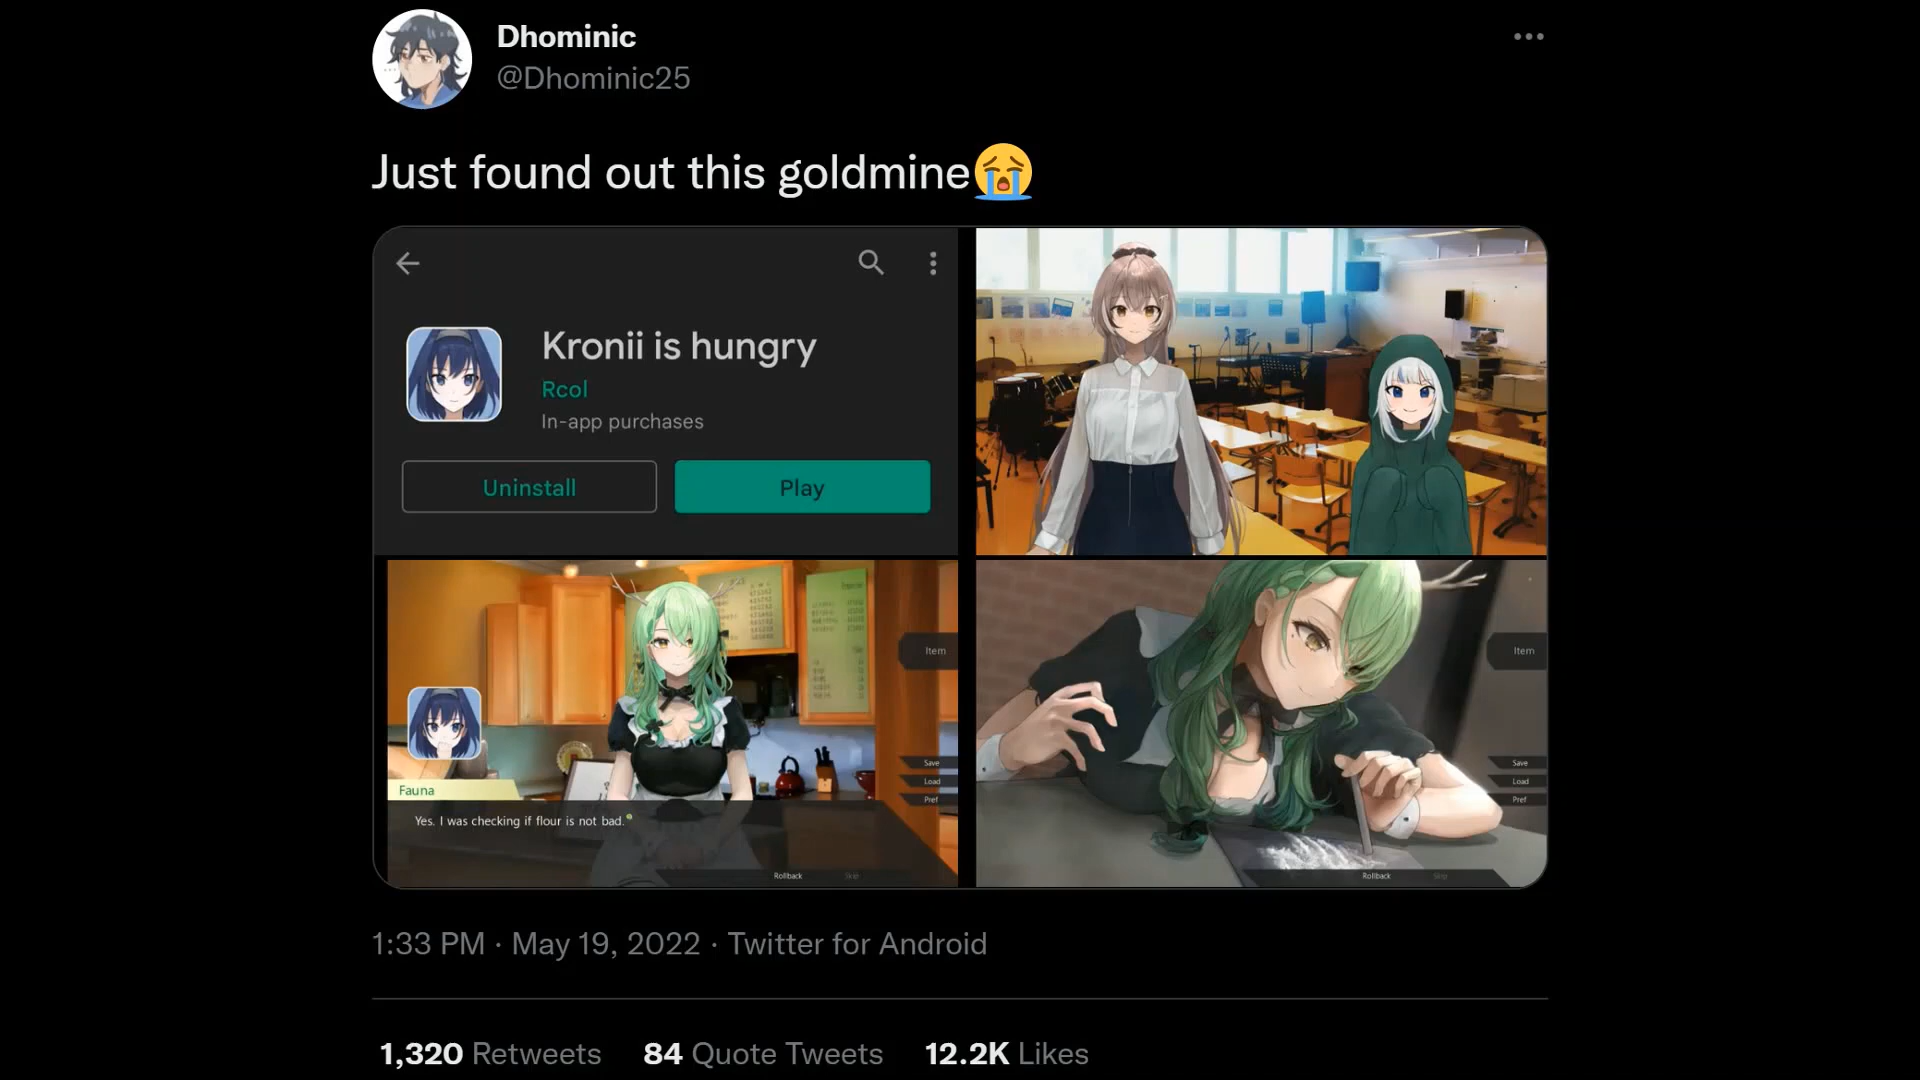 Dhominic
@Dhominic25
Just found out this goldmine😭
Kronii is hungry
Rcol
In-app purchases
Uninstall
Play
Item
Save
Load
Pref
Fauna
Yes. I was checking if flour is not bad.
Rollback
Skip
Item
Save
Load
Pref
Rollback
Skip
1:33 PM · May 19, 2022 · Twitter for Android
1,320 Retweets 84 Quote Tweets 12.2K Likes